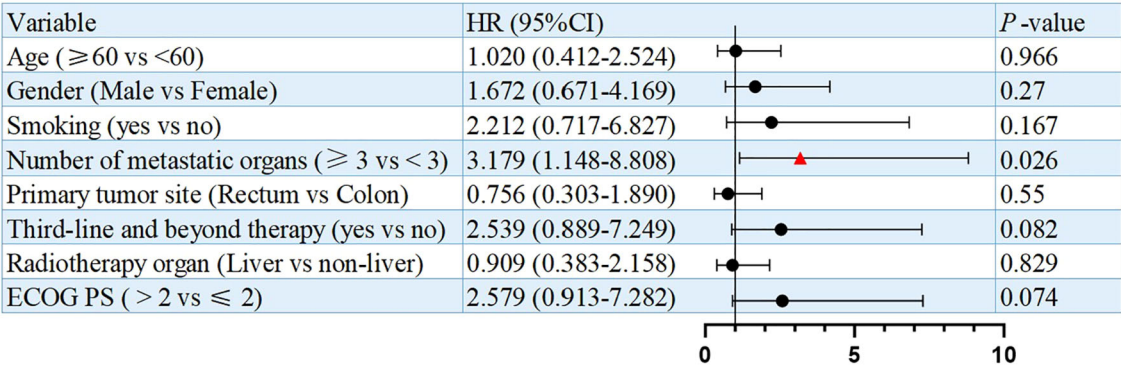 Variable HR (95%CI) P -value
Age (≥60 vs <60) 1.020 (0.412-2.524) 0.966
Gender (Male vs Female) 1.672 (0.671-4.169) 0.27
Smoking (yes vs no) 2.212 (0.717-6.827) 0.167
Number of metastatic organs (≥ 3 vs < 3) 3.179 (1.148-8.808) 0.026
Primary tumor site (Rectum vs Colon) 0.756 (0.303-1.890) 0.55
Third-line and beyond therapy (yes vs no) 2.539 (0.889-7.249) 0.082
Radiotherapy organ (Liver vs non-liver) 0.909 (0.383-2.158) 0.829
ECOG PS ( > 2 vs ≤ 2) 2.579 (0.913-7.282) 0.074
0 5 10